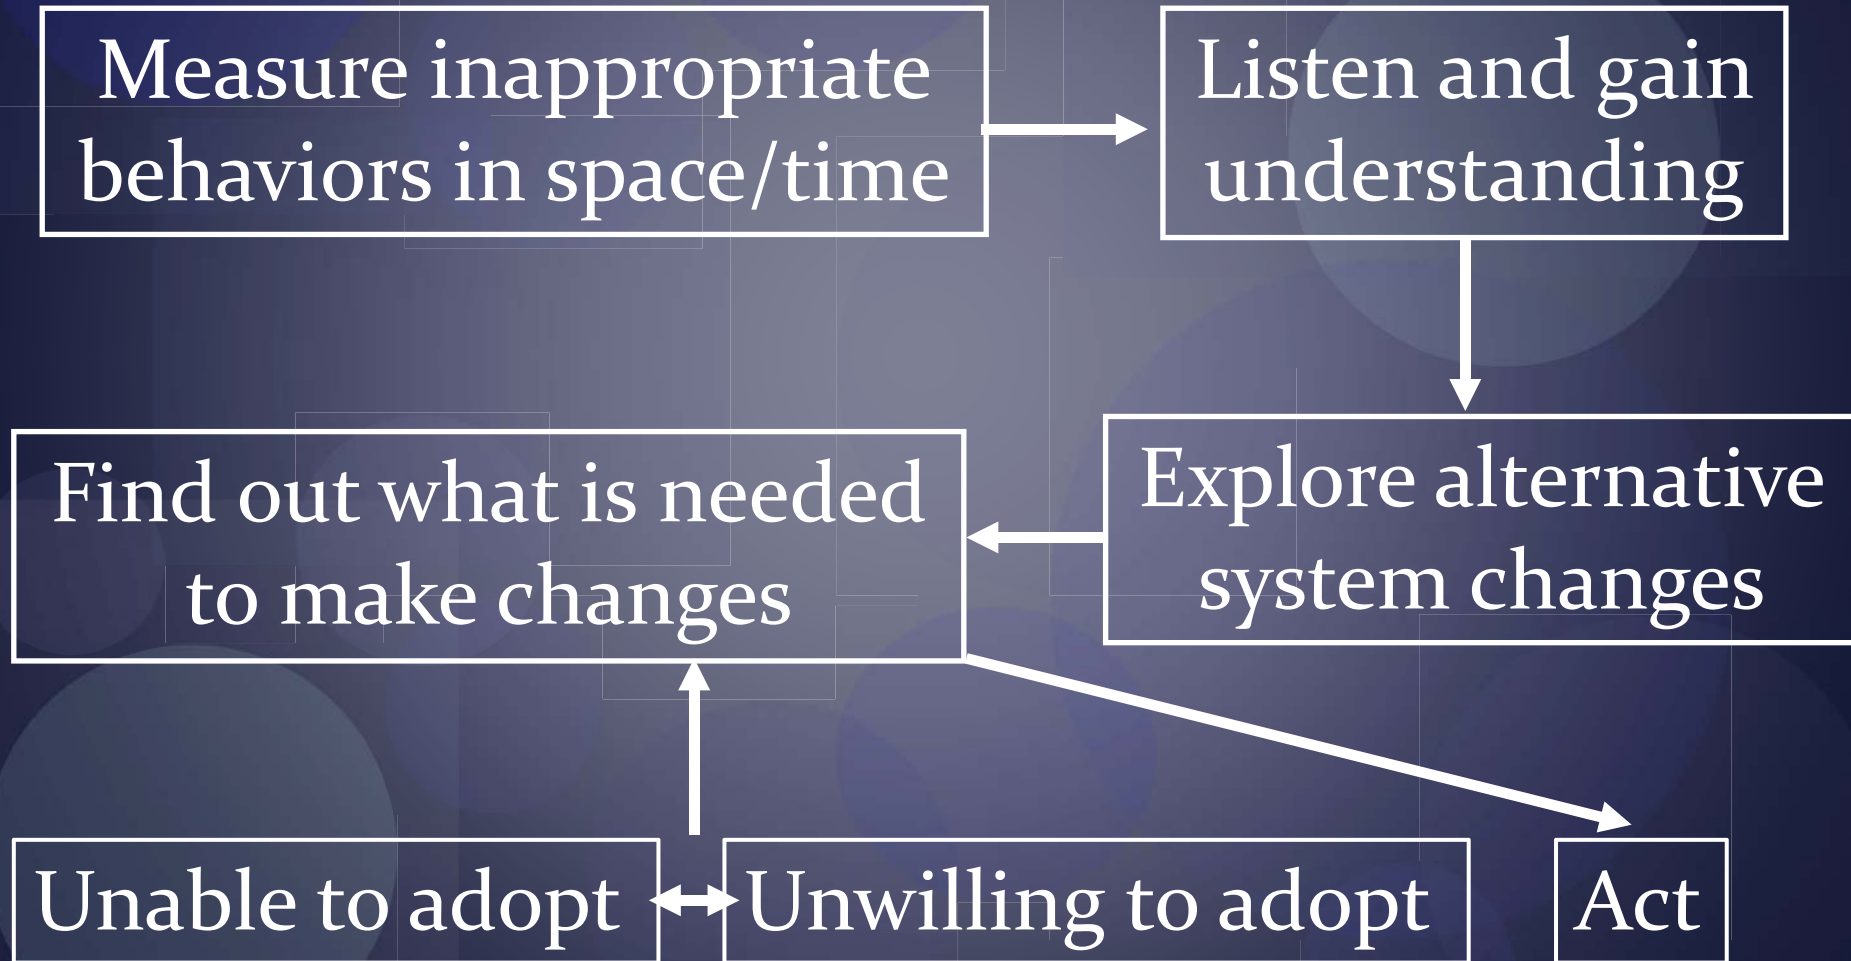 Measure inappropriate
behaviors in space/time
Listen and gain
understanding
Find out what is needed
to make changes
Explore alternative
system changes
Unable to adopt
Unwilling to adopt
Act